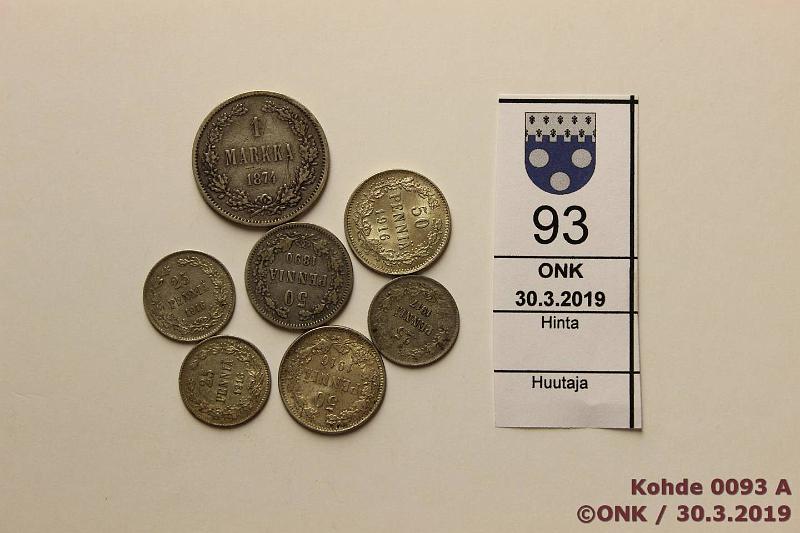 1
MARKKA
1874
50
PENNIÄ
1916
50
PENNIÄ
1890
25
PENNIÄ
25
PENNIÄ
1917
25
PENNIÄ
50
PENNIÄ
93
ONK
30.3.2019
Hinta
Huutaja
Kohde 0093 A
©ONK / 30.3.2019